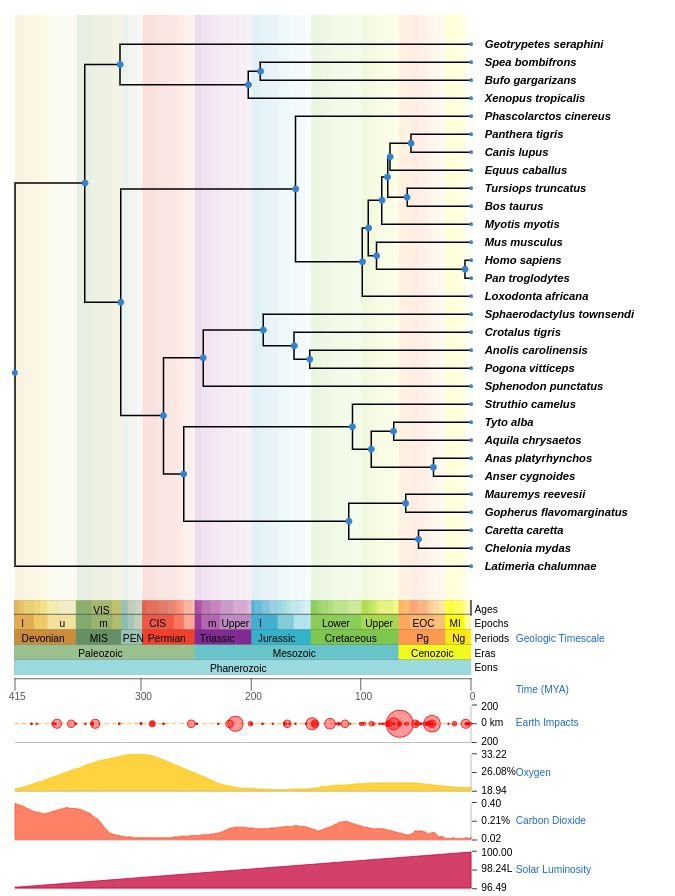 Geotrypetes seraphini
Spea bombifrons
Bufo gargarizans
Xenopus tropicalis
Phascolarctos cinereus
Panthera tigris
Canis lupus
Equus caballus
Tursiops truncatus
Bos taurus
Myotis myotis
Mus musculus
Homo sapiens
Pan troglodytes
Loxodonta africana
Sphaerodactylus townsendi
Crotalus tigris
Anolis carolinensis
Pogona vitticeps
Sphenodon punctatus
Struthio camelus
Tyto alba
Aquila chrysaetos
Anas platyrhynchos
Anser cygnoides
Mauremys reevesii
Gopherus flavomarginatus
Caretta caretta
Chelonia mydas
Latimeria chalumnae
VIS Ages
l u m CIS m Upper l Lower Upper EOC MI Epochs
Devonian MIS PEN Permian Triassic Jurassic Cretaceous Pg Ng Periods Geologic Timescale
Paleozoic Mesozoic Cenozoic Eras
Phanerozoic Eons
415 300 200 100 0 Time (MYA)
200
0 km Earth Impacts
200
33.22
26.08% Oxygen
18.94
0.40
0.21% Carbon Dioxide
0.02
100.00
98.24L Solar Luminosity
96.49